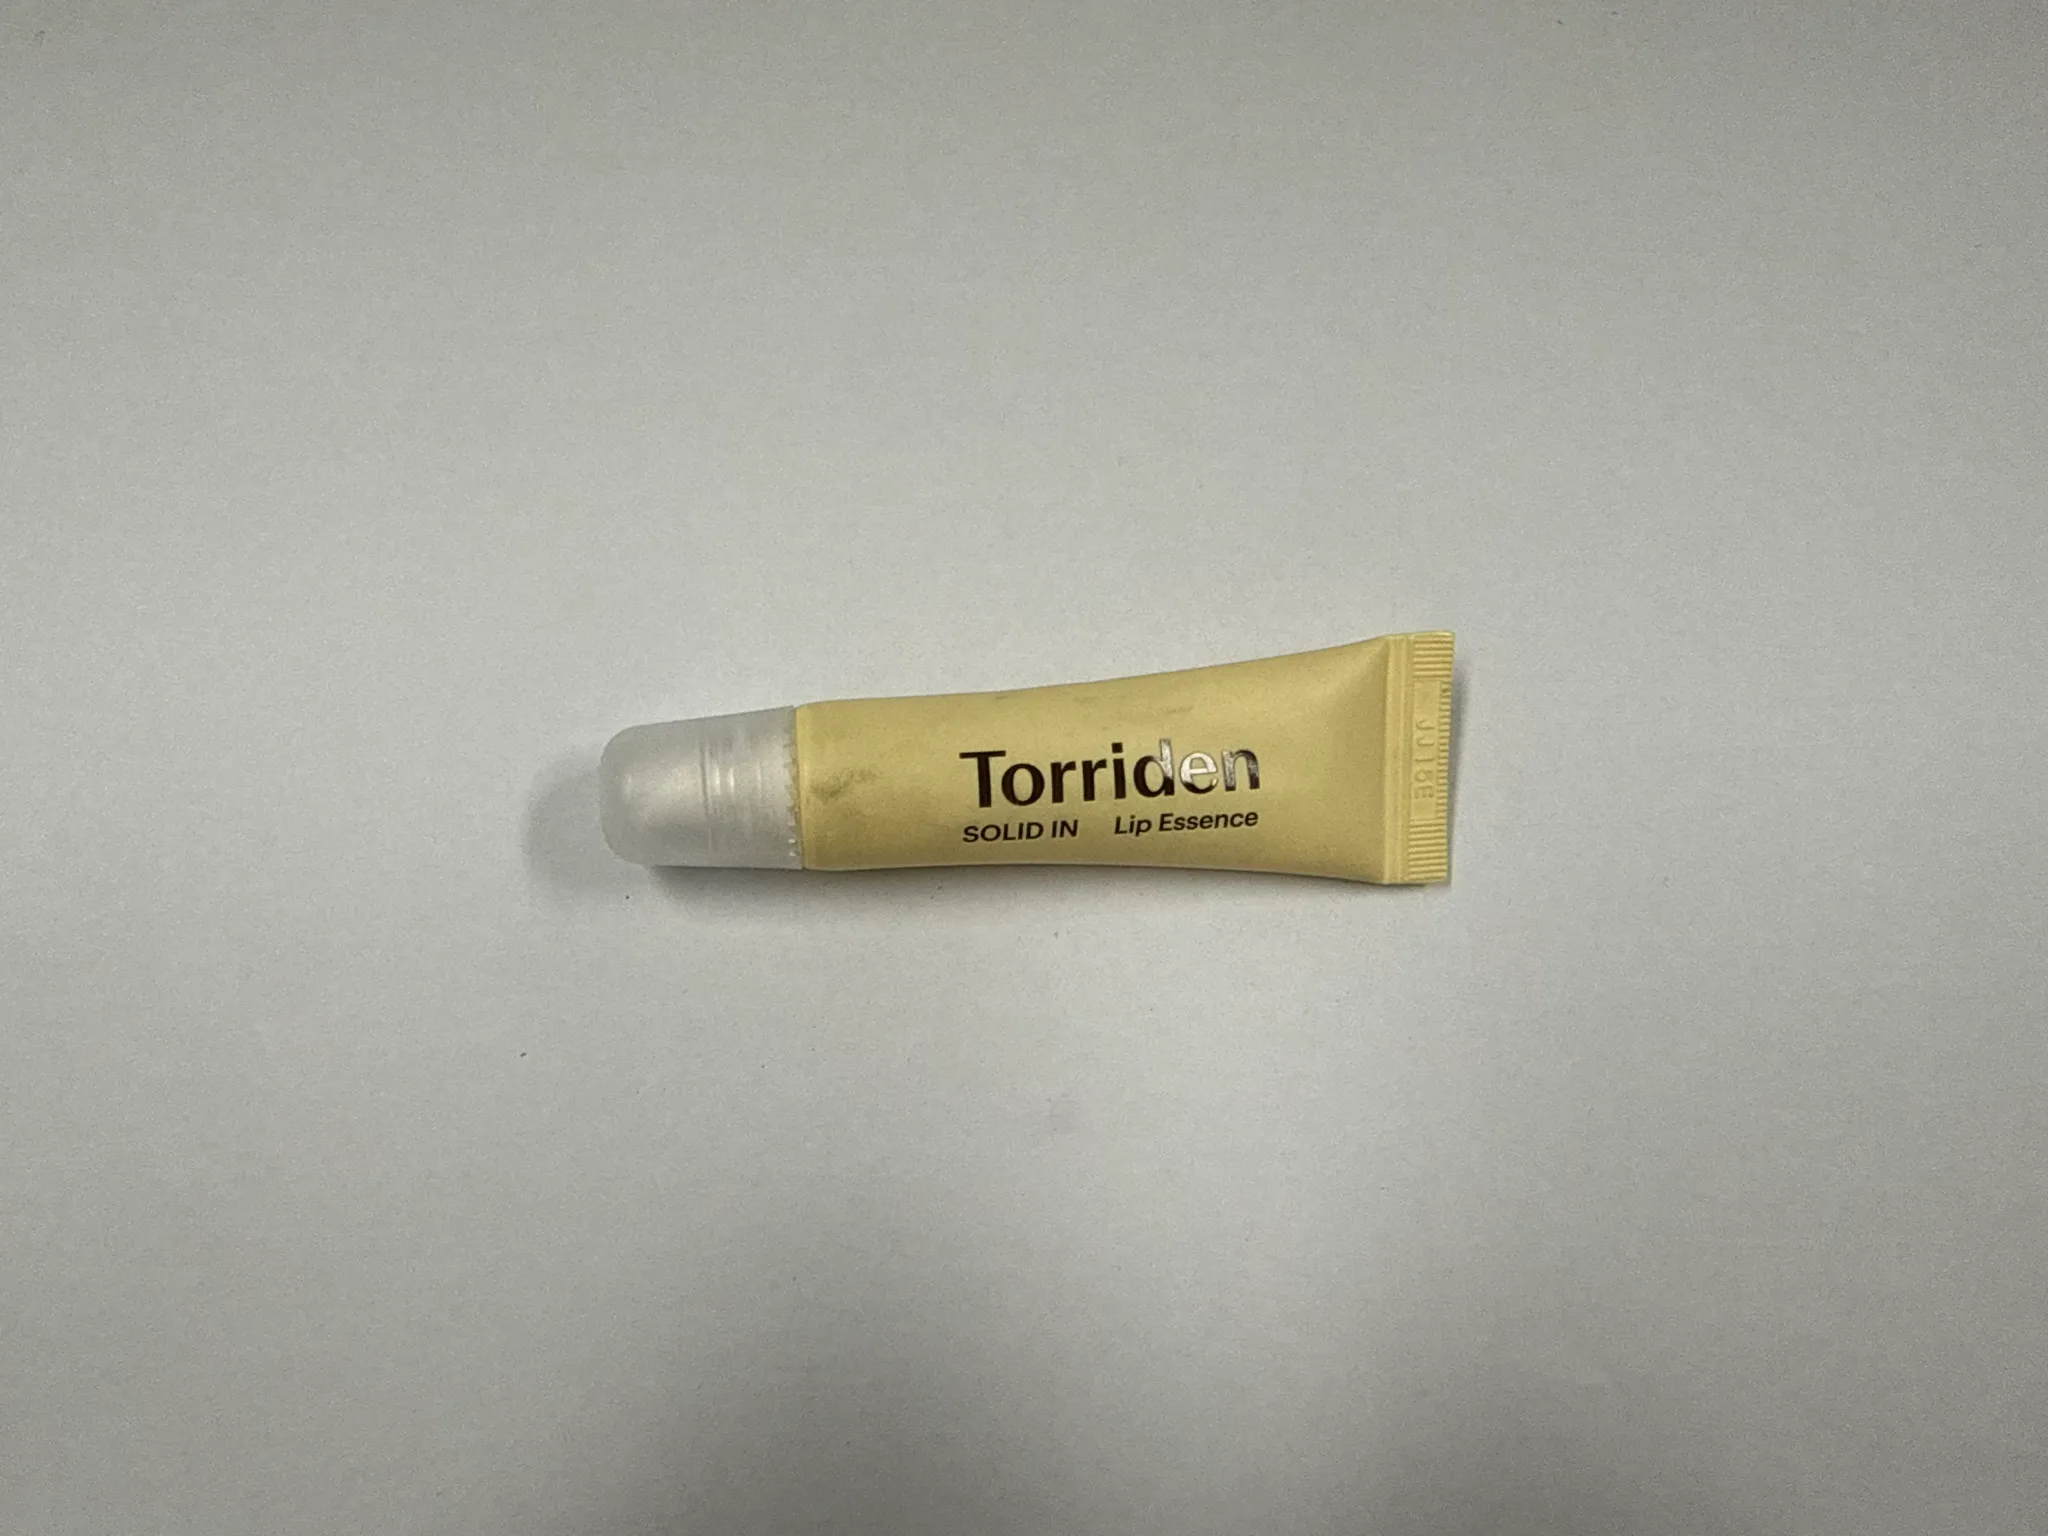 Torriden
SOLID IN Lip Essence